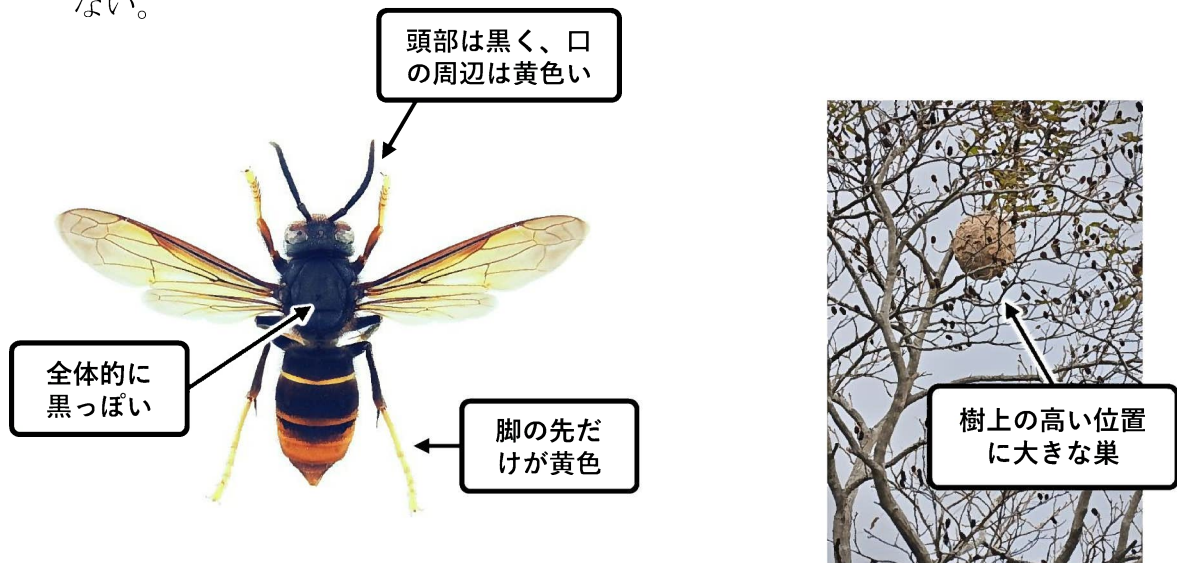 ない。
頭部は黒く、口
の周辺は黄色い
全体的に
黒っぽい
脚の先だ
けが黄色
樹上の高い位置
に大きな巣